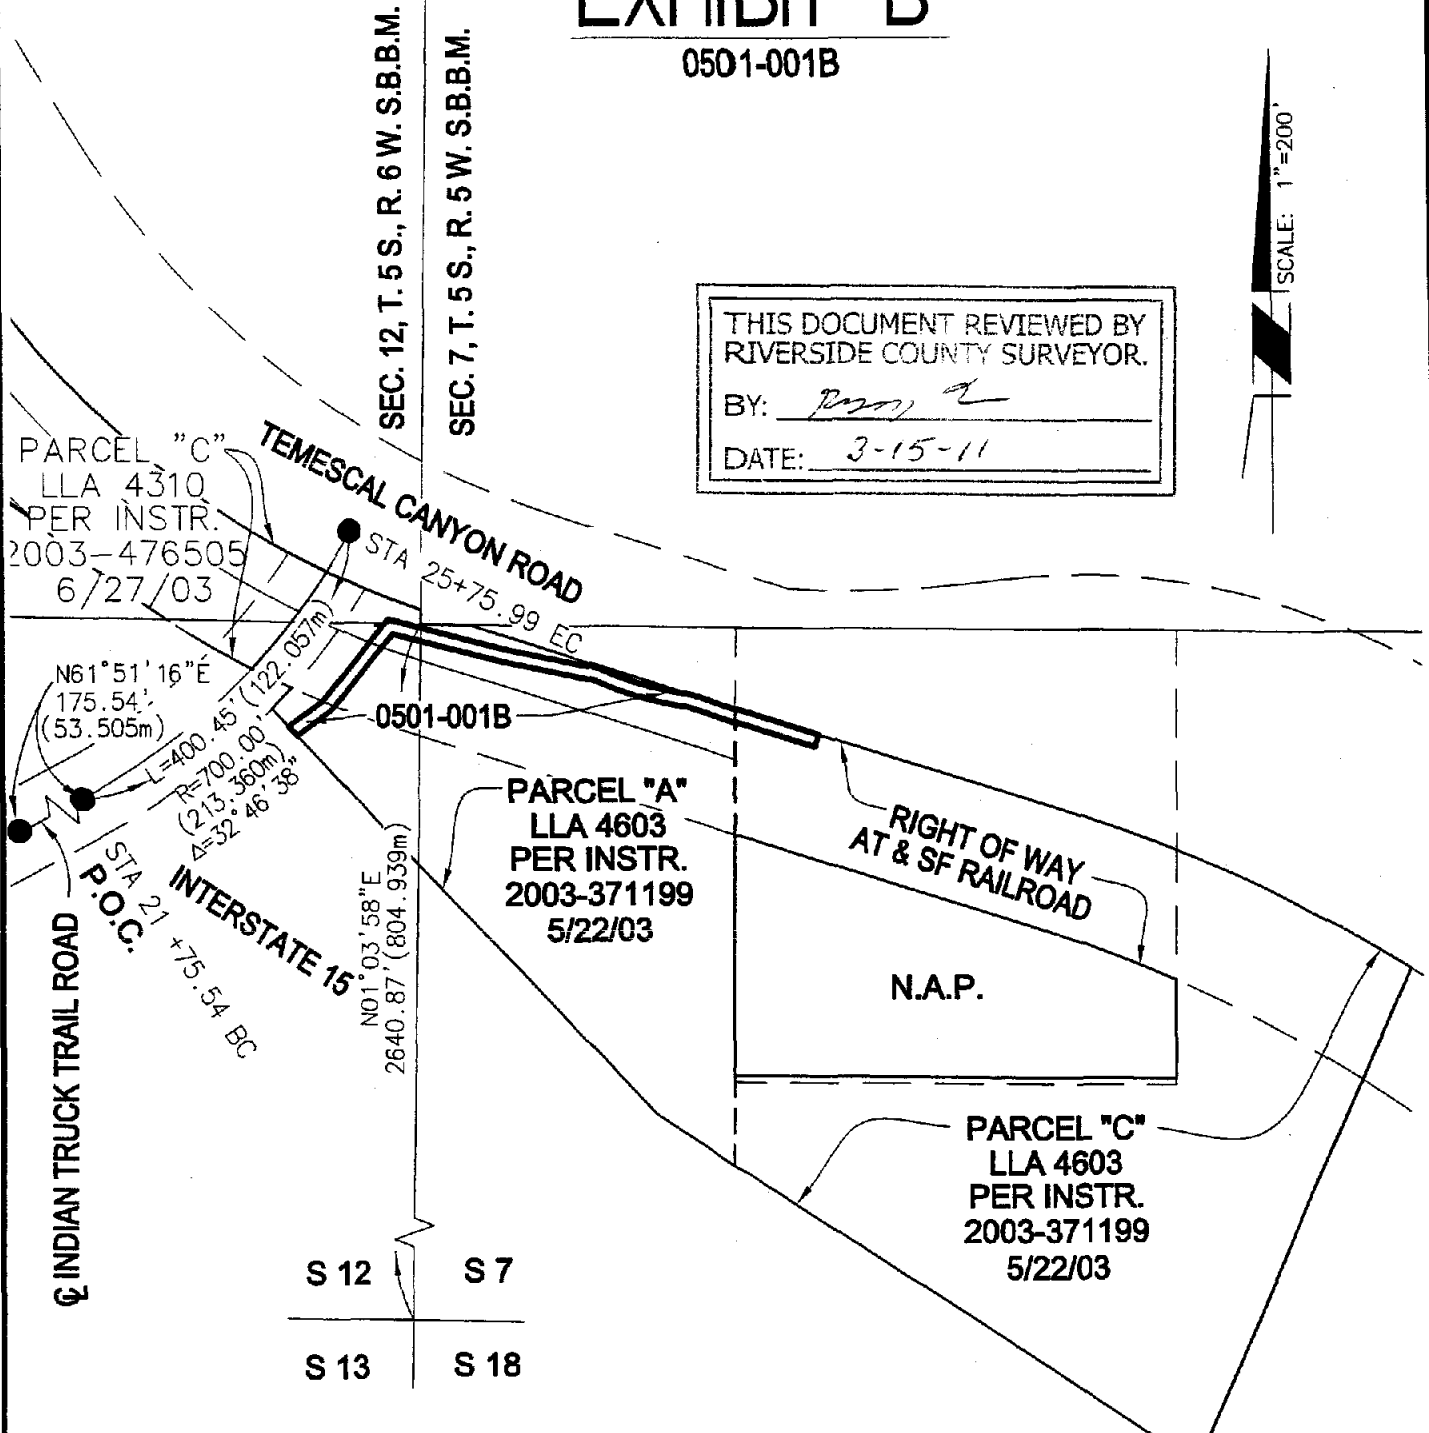 EXHIBIT "B"
0501-001B
SEC. 12, T. 5 S., R. 6 W. S.B.B.M.
SEC. 7, T. 5 S., R. 5 W. S.B.B.M.
SCALE: 1"=200'
THIS DOCUMENT REVIEWED BY
RIVERSIDE COUNTY SURVEYOR.
BY:
DATE: 3-15-11
PARCEL "C"
LLA 4310
PER INSTR.
2003-476505
6/27/03
TEMESCAL CANYON ROAD
STA 25+75.99 EC
N61°51'16"E
175.54'
(53.505m)
L=400.45' (122.057m)
R=700.00'
(213.360m)
Δ=32°46'38"
0501-001B
STA 21+75.54 BC
P.O.C.
INTERSTATE 15
℄ INDIAN TRUCK TRAIL ROAD
N01°03'58"E
2640.87' (804.939m)
PARCEL "A"
LLA 4603
PER INSTR.
2003-371199
5/22/03
RIGHT OF WAY
AT & SF RAILROAD
N.A.P.
PARCEL "C"
LLA 4603
PER INSTR.
2003-371199
5/22/03
S 12
S 7
S 13
S 18